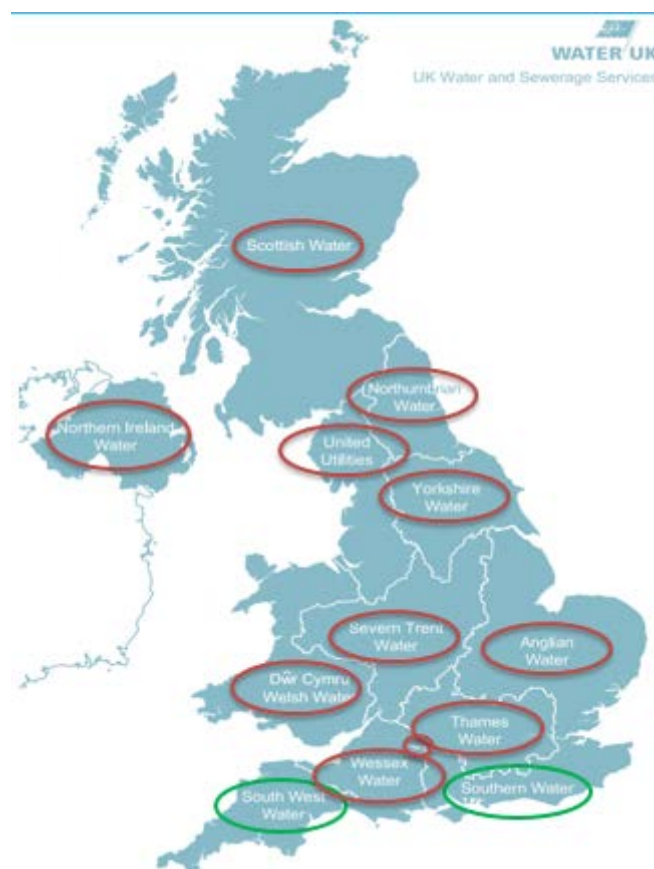 WATER UK
UK Water and Sewerage Services
Scottish Water
Northumbrian
Water
Northern Ireland
Water
United
Utilities
Yorkshire
Water
Severn Trent
Water
Anglian
Water
Dŵr Cymru
Welsh Water
Thames
Water
Wessex
Water
South West
Water
Southern Water